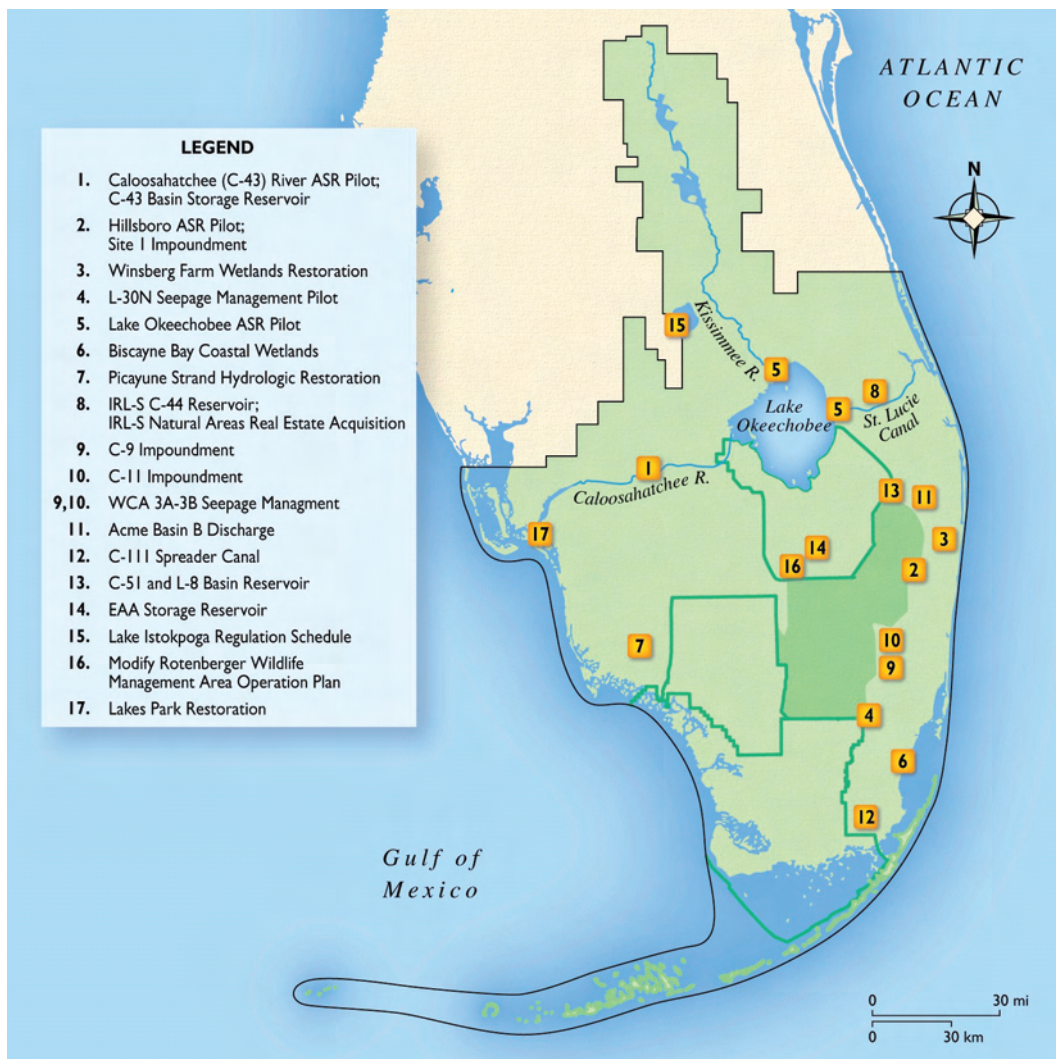 ATLANTIC
OCEAN
N
LEGEND
1. Caloosahatchee (C-43) River ASR Pilot;
C-43 Basin Storage Reservoir
2. Hillsboro ASR Pilot;
Site 1 Impoundment
3. Winsberg Farm Wetlands Restoration
4. L-30N Seepage Management Pilot
5. Lake Okeechobee ASR Pilot
6. Biscayne Bay Coastal Wetlands
7. Picayune Strand Hydrologic Restoration
8. IRL-S C-44 Reservoir;
IRL-S Natural Areas Real Estate Acquisition
9. C-9 Impoundment
10. C-11 Impoundment
9,10. WCA 3A-3B Seepage Managment
11. Acme Basin B Discharge
12. C-111 Spreader Canal
13. C-51 and L-8 Basin Reservoir
14. EAA Storage Reservoir
15. Lake Istokpoga Regulation Schedule
16. Modify Rotenberger Wildlife
Management Area Operation Plan
17. Lakes Park Restoration
15
Kissimmee R.
5
8
5
Lake
Okeechobee
St. Lucie
Canal
1
Caloosahatchee R.
13
11
17
3
14
16
2
10
7
9
4
6
12
Gulf of
Mexico
0 30 mi
0 30 km